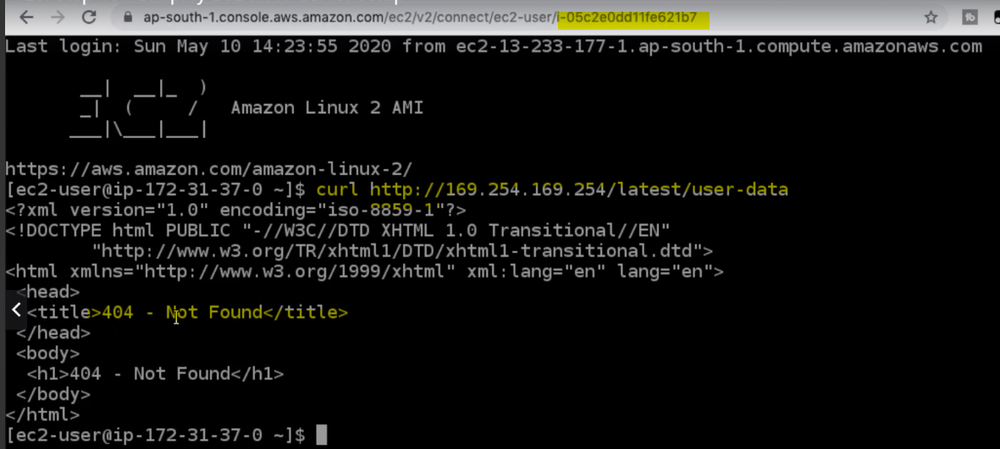 ap-south-1.console.aws.amazon.com/ec2/v2/connect/ec2-user/i-05c2e0dd11fe621b7
Last login: Sun May 10 14:23:55 2020 from ec2-13-233-177-1.ap-south-1.compute.amazonaws.com
       __|  __|_  )
       _|  (     /   Amazon Linux 2 AMI
      ___|\___|___|
https://aws.amazon.com/amazon-linux-2/
[ec2-user@ip-172-31-37-0 ~]$ curl http://169.254.169.254/latest/user-data
<?xml version="1.0" encoding="iso-8859-1"?>
<!DOCTYPE html PUBLIC "-//W3C//DTD XHTML 1.0 Transitional//EN"
        "http://www.w3.org/TR/xhtml1/DTD/xhtml1-transitional.dtd">
<html xmlns="http://www.w3.org/1999/xhtml" xml:lang="en" lang="en">
 <head>
  <title>404 - Not Found</title>
 </head>
 <body>
  <h1>404 - Not Found</h1>
 </body>
</html>
[ec2-user@ip-172-31-37-0 ~]$